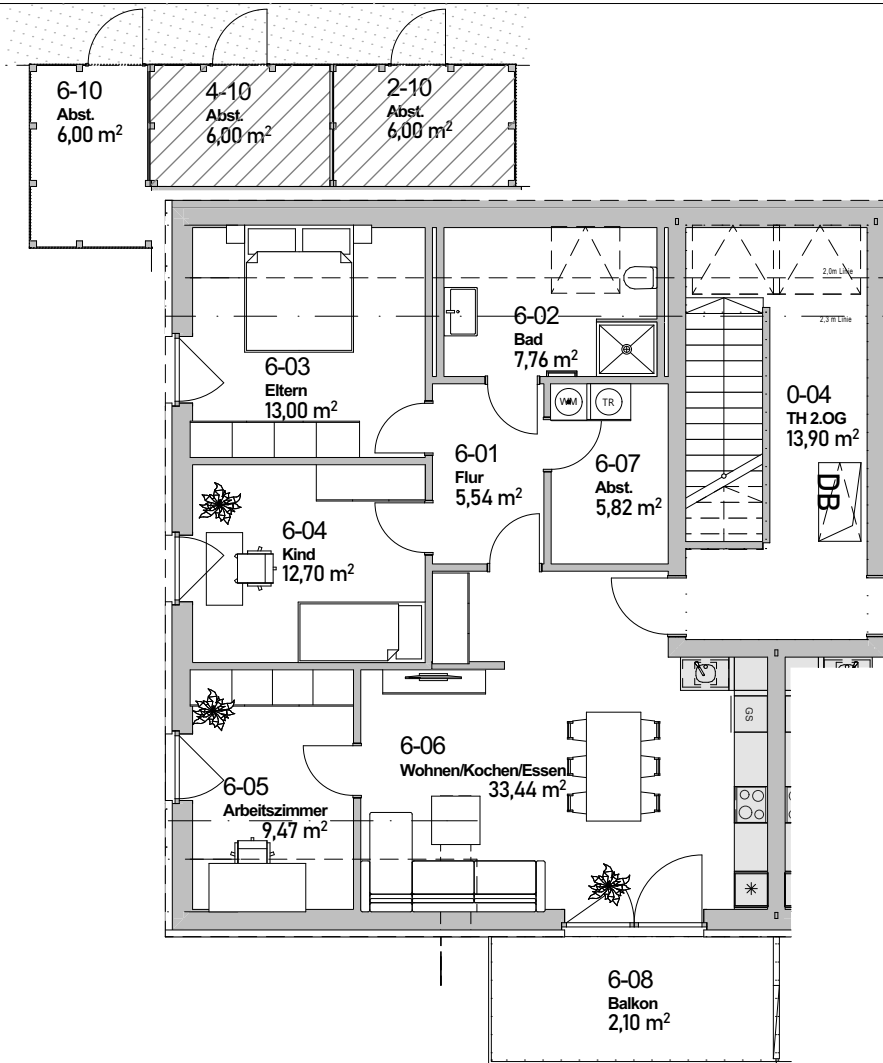 6-10
Abst.
6,00 m²
4-10
Abst.
6,00 m²
2-10
Abst.
6,00 m²
2,0m Linie
2,3 m Linie
6-02
Bad
7,76 m²
6-03
Eltern
13,00 m²
0-04
TH 2.OG
13,90 m²
WM
TR
6-01
Flur
5,54 m²
6-07
Abst.
5,82 m²
DB
6-04
Kind
12,70 m²
GS
6-06
Wohnen/Kochen/Essen
33,44 m²
6-05
Arbeitszimmer
9,47 m²
6-08
Balkon
2,10 m²